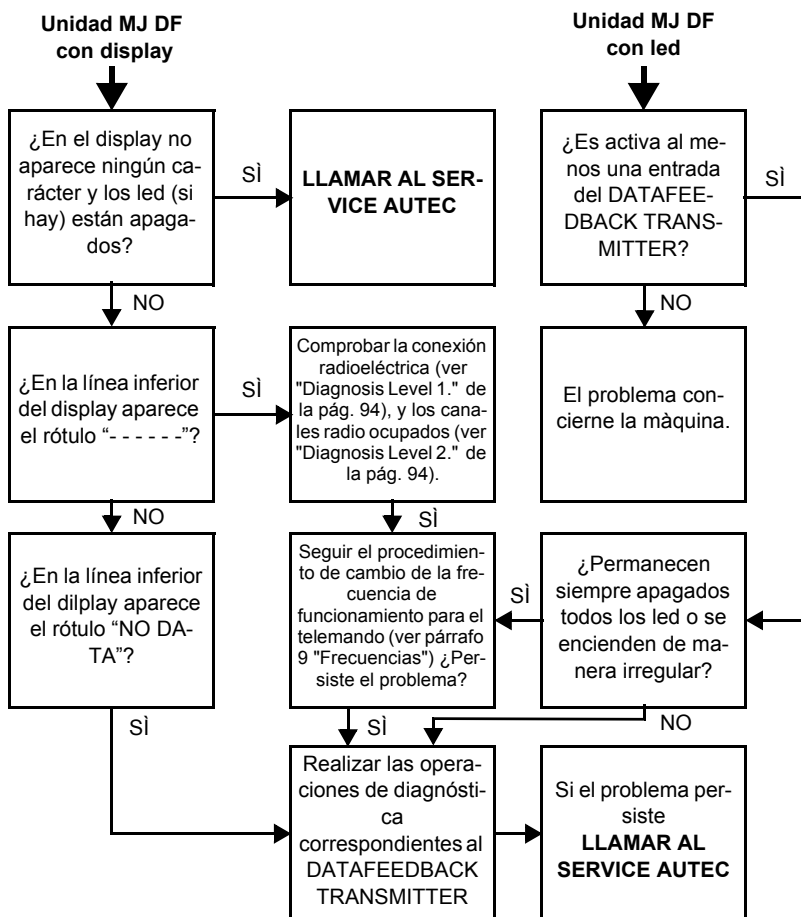 Unidad MJ DF
con display
Unidad MJ DF
con led
¿En el display no
aparece ningún ca-
rácter y los led (si
hay) están apaga-
dos?
SÌ
LLAMAR AL SER-
VICE AUTEC
¿Es activa al me-
nos una entrada
del DATAFEE-
DBACK TRANS-
MITTER?
SÌ
NO
NO
¿En la línea inferior
del display aparece
el rótulo “- - - - - -”?
SÌ
Comprobar la conexión
radioeléctrica (ver
"Diagnosis Level 1." de
la pág. 94), y los cana-
les radio ocupados (ver
"Diagnosis Level 2." de
la pág. 94).
El problema con-
cierne la màquina.
NO
SÌ
¿En la línea inferior
del dilplay aparece
el rótulo “NO DA-
TA”?
Seguir el procedimien-
to de cambio de la fre-
cuencia de
funcionamiento para el
telemando (ver párrafo
9 "Frecuencias") ¿Per-
siste el problema?
SÌ
¿Permanecen
siempre apagados
todos los led o se
encienden de ma-
nera irregular?
SÌ
SÌ
NO
Realizar las opera-
ciones de diagnósti-
ca
correspondientes al
DATAFEEDBACK
TRANSMITTER
Si el problema per-
siste
LLAMAR AL
SERVICE AUTEC